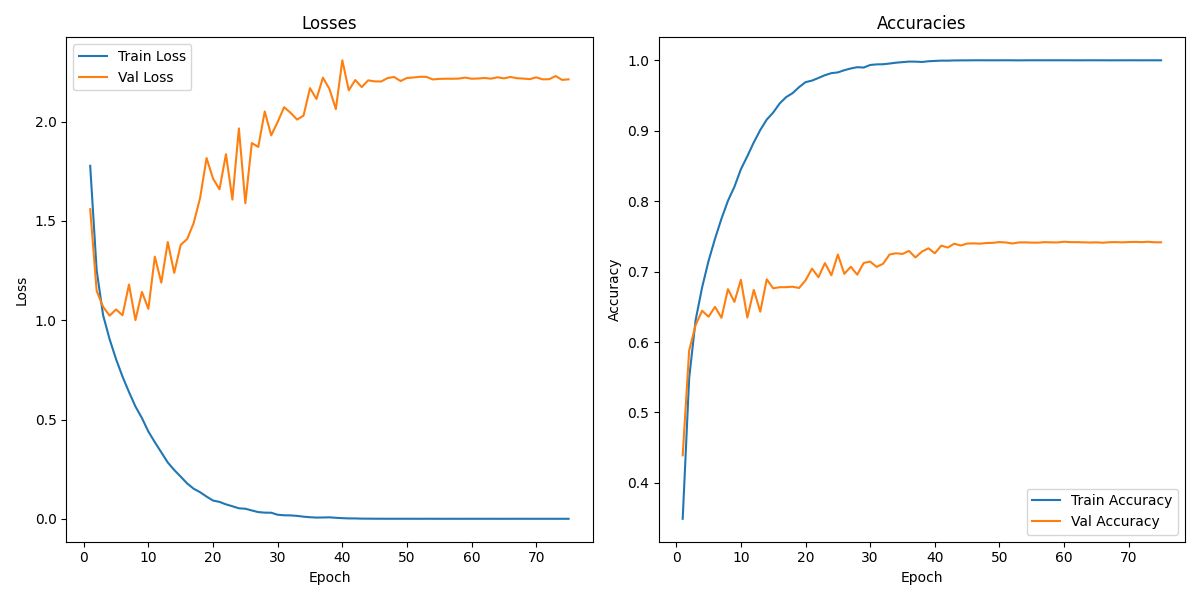 Losses
Train Loss
Val Loss
Loss
2.0
1.5
1.0
0.5
0.0
0 10 20 30 40 50 60 70
Epoch
Accuracies
Accuracy
1.0
0.9
0.8
0.7
0.6
0.5
0.4
Train Accuracy
Val Accuracy
0 10 20 30 40 50 60 70
Epoch